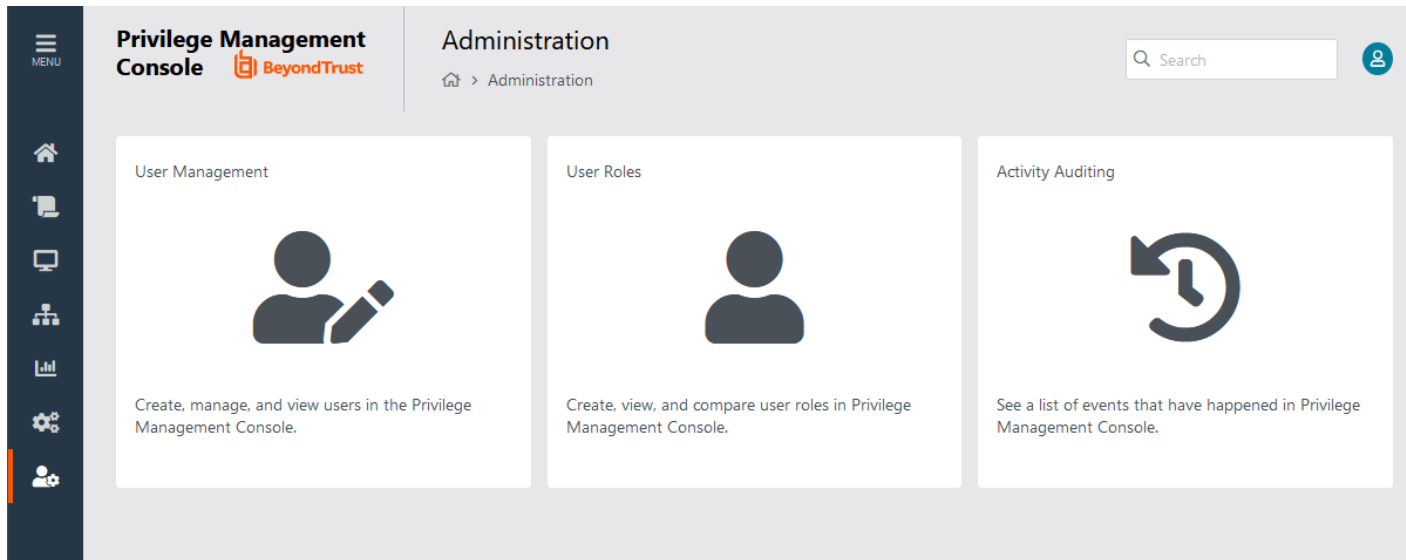 MENU
Privilege Management
Console BeyondTrust
Administration
> Administration
Search
User Management
Create, manage, and view users in the Privilege
Management Console.
User Roles
Create, view, and compare user roles in Privilege
Management Console.
Activity Auditing
See a list of events that have happened in Privilege
Management Console.